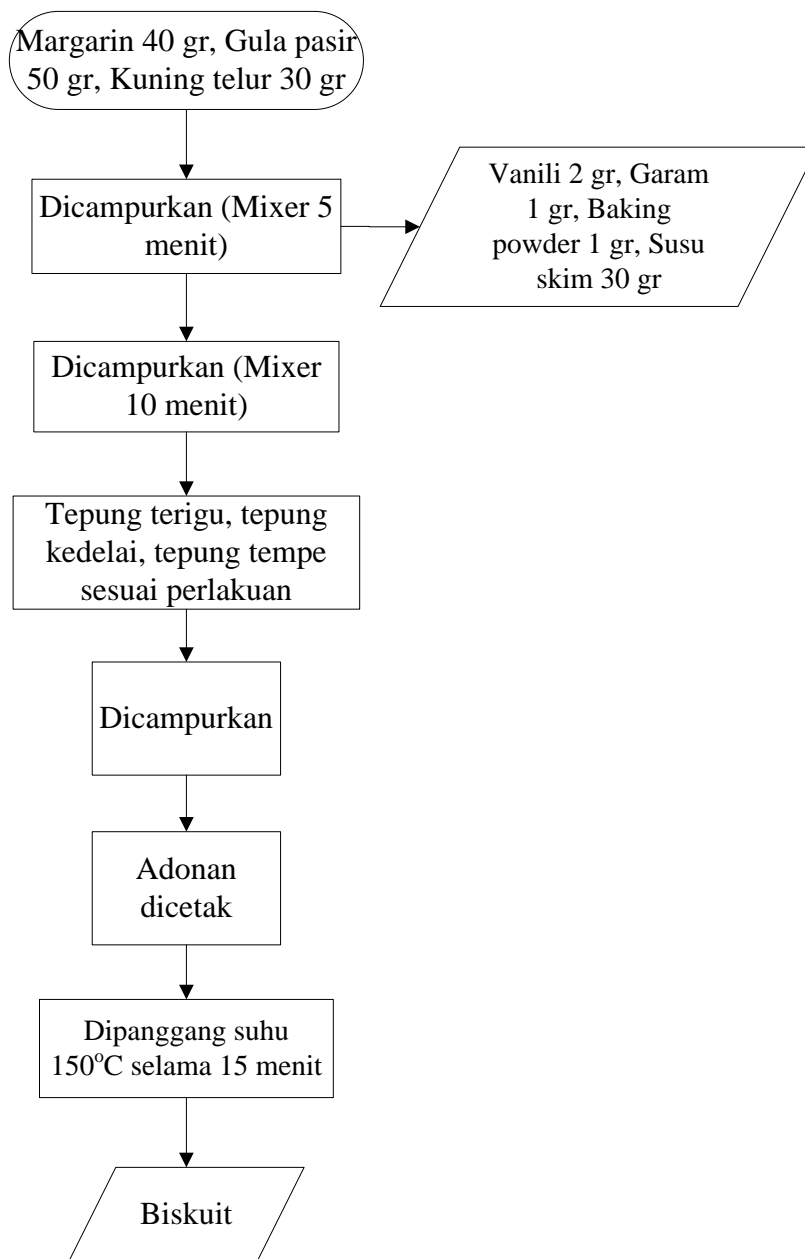 Margarin 40 gr, Gula pasir
50 gr, Kuning telur 30 gr
Dicampurkan (Mixer 5
menit)
Vanili 2 gr, Garam
1 gr, Baking
powder 1 gr, Susu
skim 30 gr
Dicampurkan (Mixer
10 menit)
Tepung terigu, tepung
kedelai, tepung tempe
sesuai perlakuan
Dicampurkan
Adonan
dicetak
Dipanggang suhu
150°C selama 15 menit
Biskuit